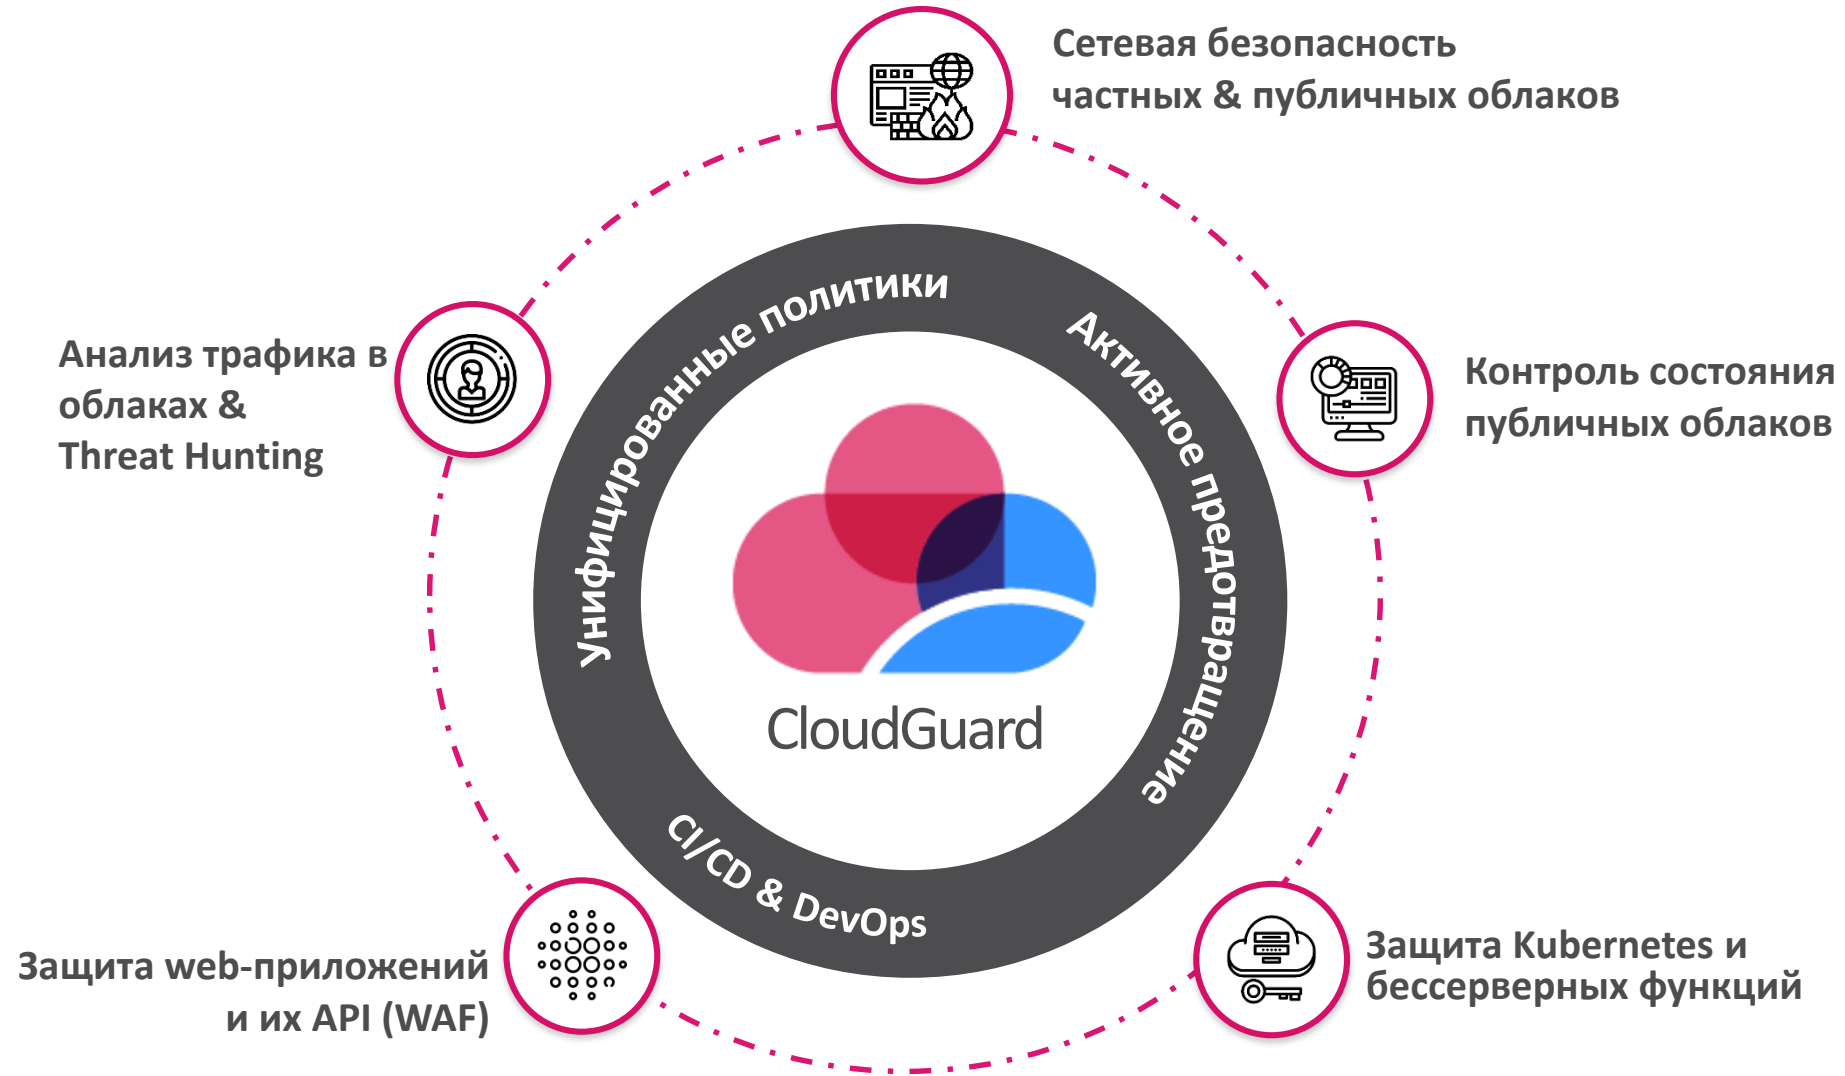 Сетевая безопасность
частных & публичных облаков
Анализ трафика в
облаках &
Threat Hunting
Контроль состояния
публичных облаков
Унифицированные политики
Активное предотвращение
CloudGuard
CI/CD & DevOps
Защита web-приложений
и их API (WAF)
Защита Kubernetes и
бессерверных функций